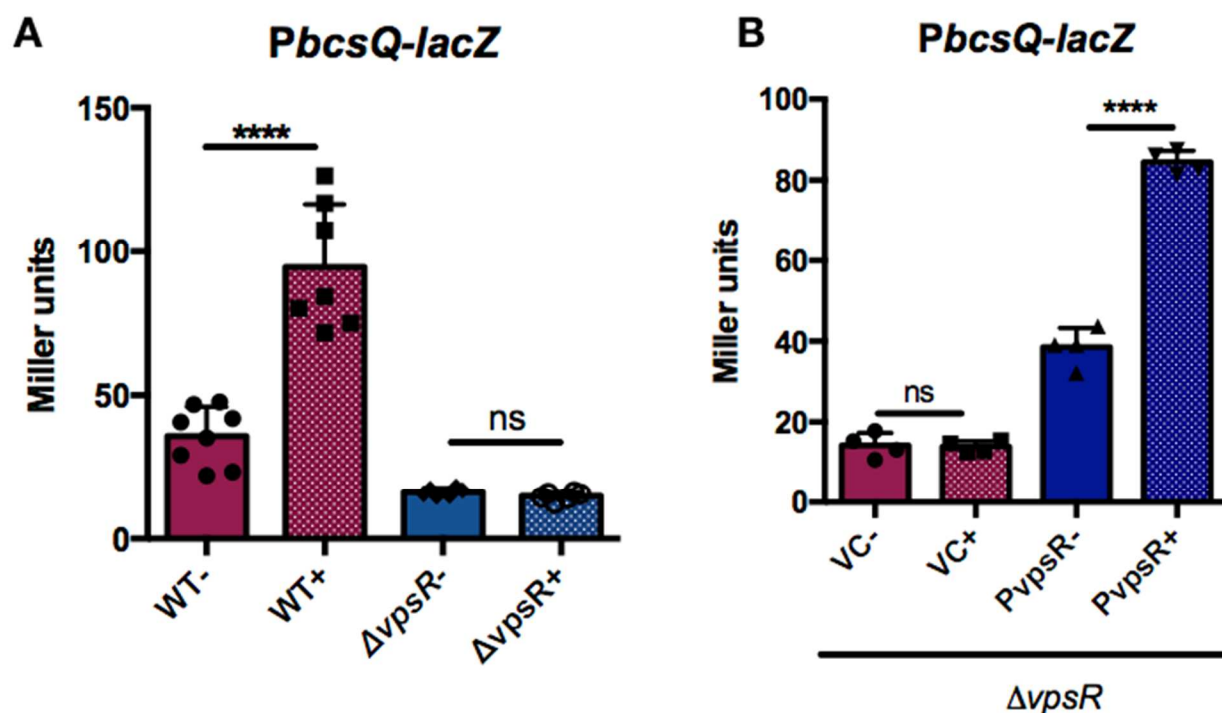 A
PbcsQ-lacZ
Miller units
150
100
50
0
****
ns
WT-
WT+
ΔvpsR-
ΔvpsR+
B
PbcsQ-lacZ
Miller units
100
80
60
40
20
0
ns
****
VC-
VC+
PvpsR-
PvpsR+
ΔvpsR